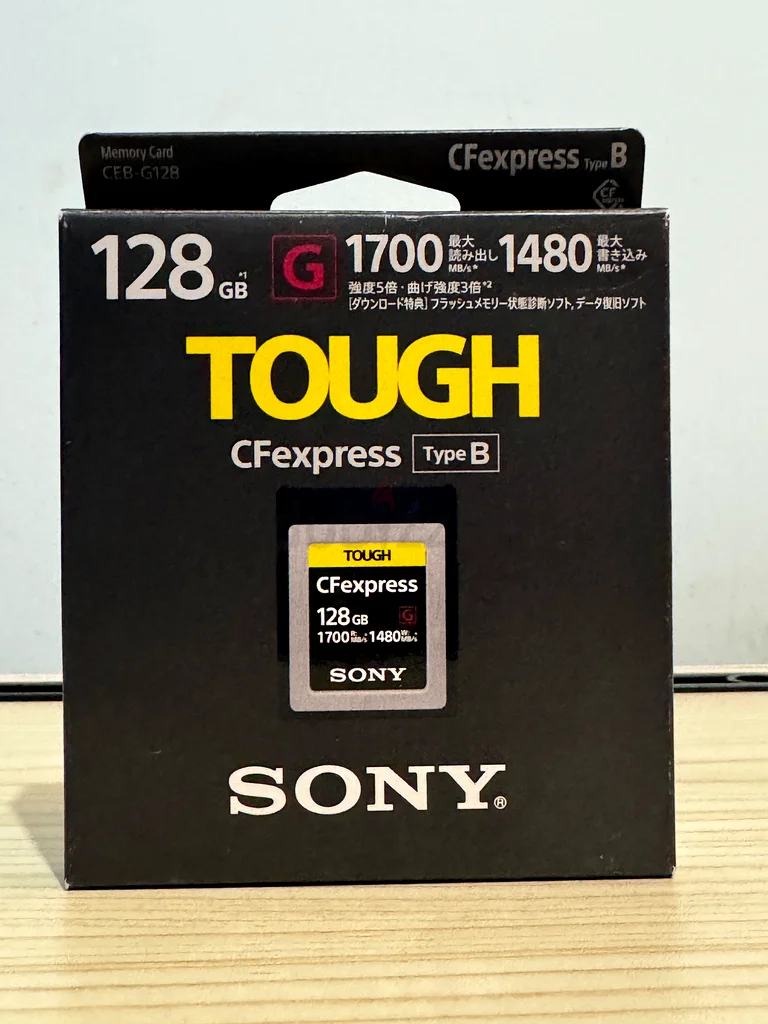 Memory Card
CEB-G128
CFexpress Type B
CF
128 GB *1
G
1700 最大 読み出し MB/s*
1480 最大 書き込み MB/s*
強度5倍・曲げ強度3倍*2
[ダウンロード特典] フラッシュメモリー状態診断ソフト, データ復旧ソフト
TOUGH
CFexpress Type B
TOUGH
CFexpress
128 GB G
1700 R: MB/s 1480 W: MB/s
SONY
SONY®